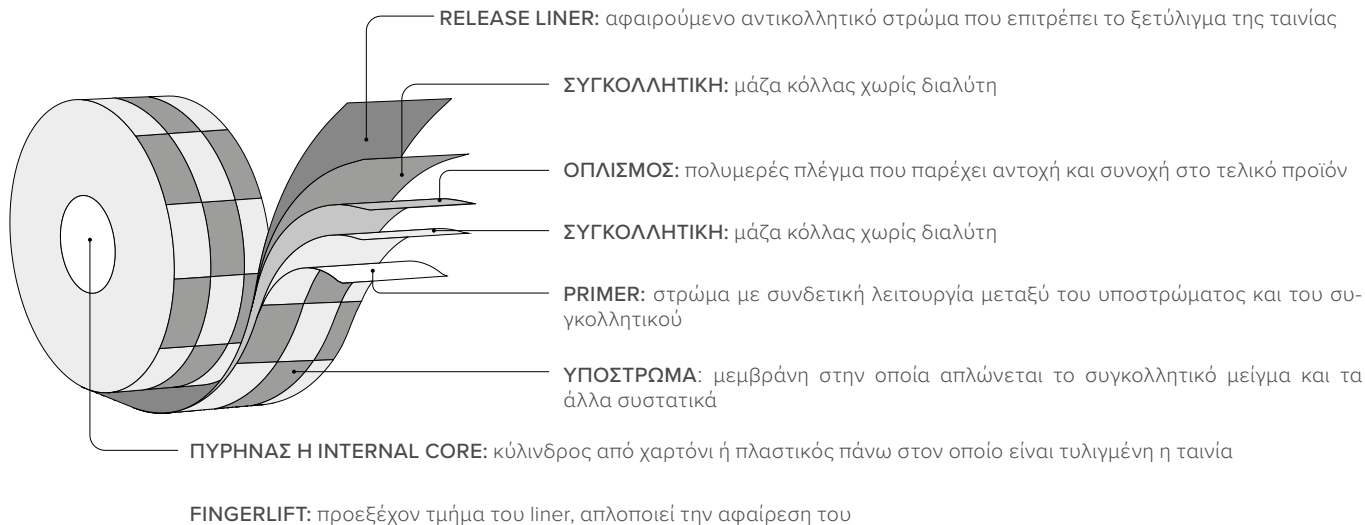 RELEASE LINER: αφαιρούμενο αντικολλητικό στρώμα που επιτρέπει το ξετύλιγμα της ταινίας
ΣΥΓΚΟΛΛΗΤΙΚΗ: μάζα κόλλας χωρίς διαλύτη
ΟΠΛΙΣΜΟΣ: πολυμερές πλέγμα που παρέχει αντοχή και συνοχή στο τελικό προϊόν
ΣΥΓΚΟΛΛΗΤΙΚΗ: μάζα κόλλας χωρίς διαλύτη
PRIMER: στρώμα με συνδετική λειτουργία μεταξύ του υποστρώματος και του συ-
γκολλητικού
ΥΠΟΣΤΡΩΜΑ: μεμβράνη στην οποία απλώνεται το συγκολλητικό μείγμα και τα
άλλα συστατικά
ΠΥΡΗΝΑΣ Η INTERNAL CORE: κύλινδρος από χαρτόνι ή πλαστικός πάνω στον οποίο είναι τυλιγμένη η ταινία
FINGERLIFT: προεξέχον τμήμα του liner, απλοποιεί την αφαίρεση του